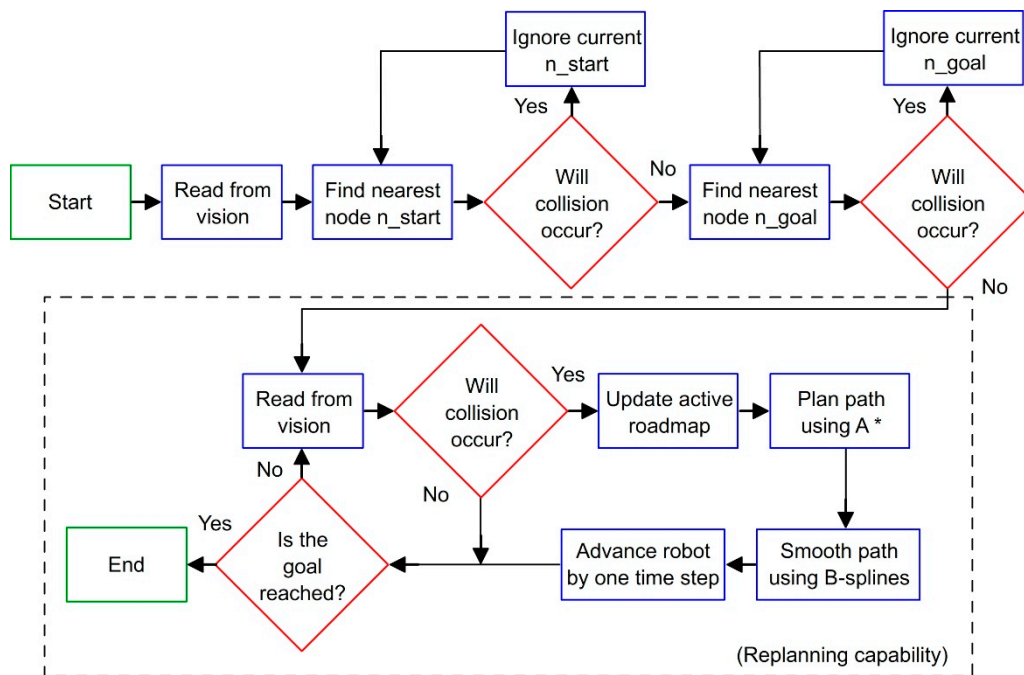 Ignore current
n_start
Ignore current
n_goal
Yes
Yes
Start
Read from
vision
Find nearest
node n_start
Will
collision
occur?
No
Find nearest
node n_goal
Will
collision
occur?
No
Read from
vision
Will
collision
occur?
Yes
Update active
roadmap
Plan path
using A *
No
No
Yes
End
Is the
goal
reached?
Advance robot
by one time step
Smooth path
using B-splines
(Replanning capability)